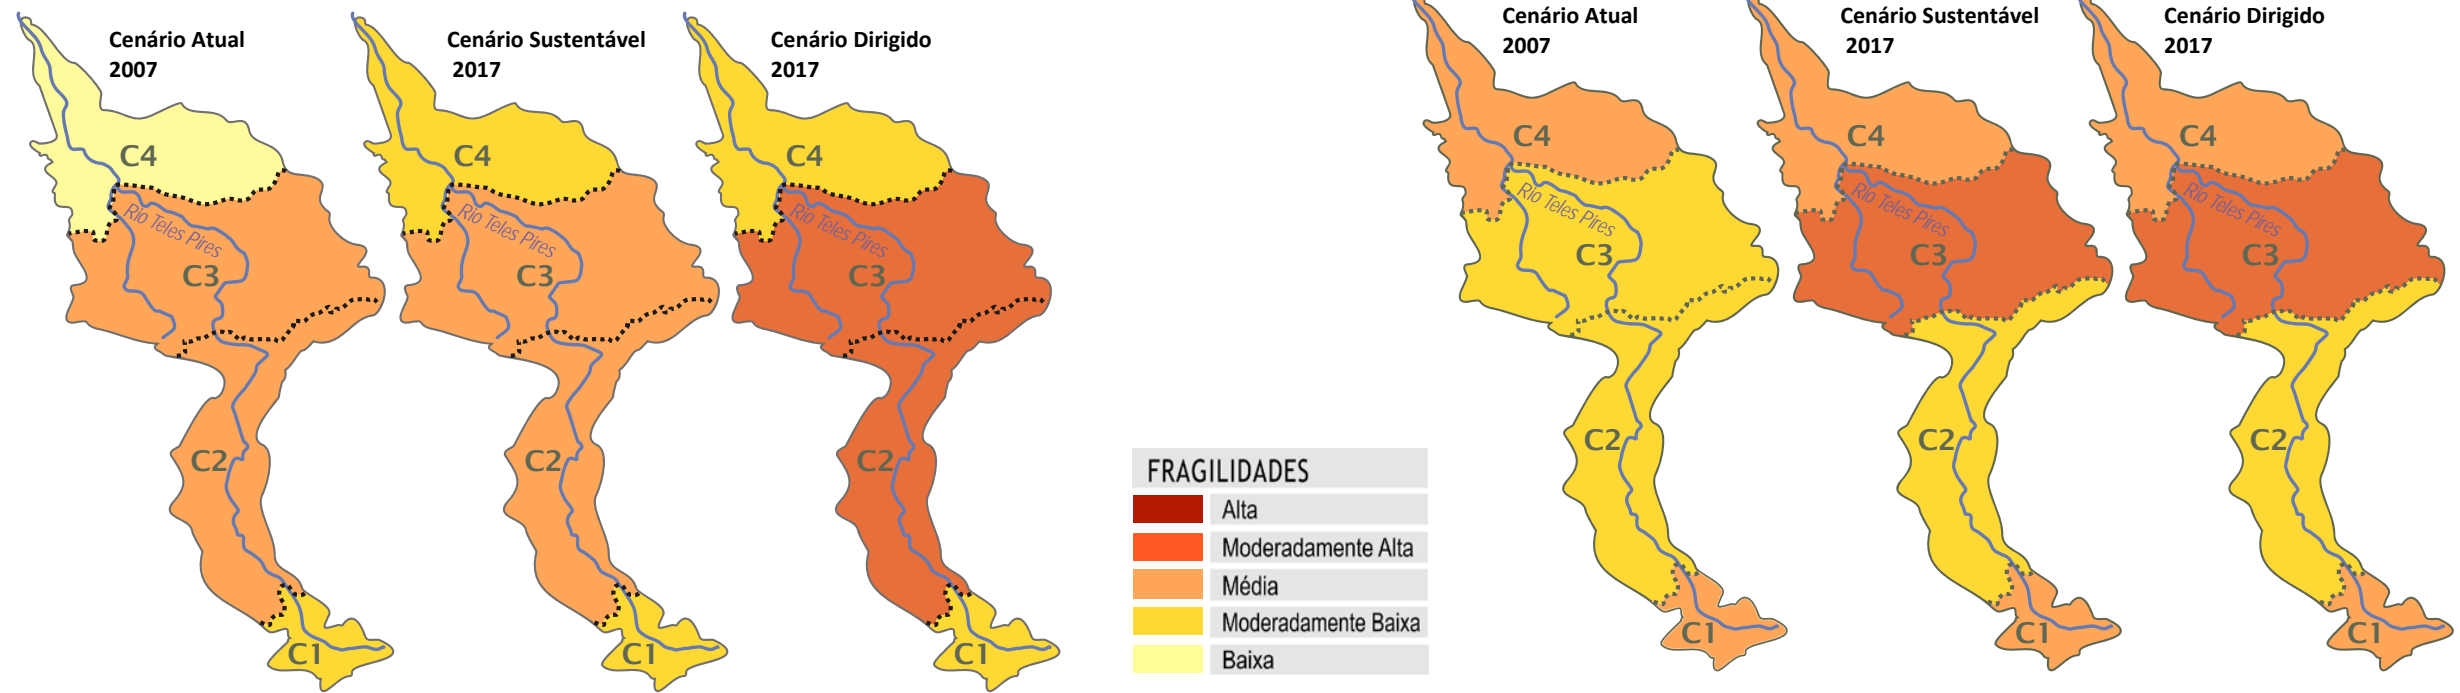 Cenário Atual
2007
C4
Rio Teles Pires
C3
C2
C1
Cenário Sustentável
2017
C4
Rio Teles Pires
C3
C2
C1
Cenário Dirigido
2017
C4
Rio Teles Pires
C3
C2
C1
FRAGILIDADES
Alta
Moderadamente Alta
Média
Moderadamente Baixa
Baixa
Cenário Atual
2007
C4
Rio Teles Pires
C3
C2
C1
Cenário Sustentável
2017
C4
Rio Teles Pires
C3
C2
C1
Cenário Dirigido
2017
C4
Rio Teles Pires
C3
C2
C1